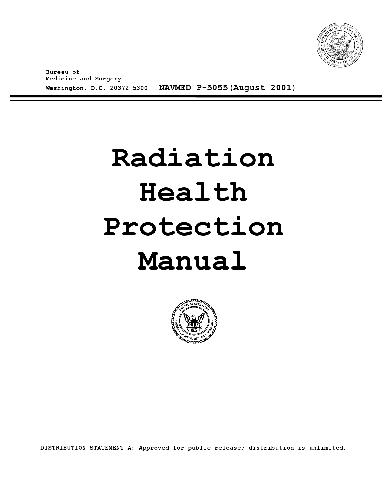 Bureau of
Medicine and Surgery
Washington, D.C. 20372-5300 NAVMED P-5055(August 2001)
Radiation
Health
Protection
Manual
DISTRIBUTION STATEMENT A: Approved for public release; distribution is unlimited.